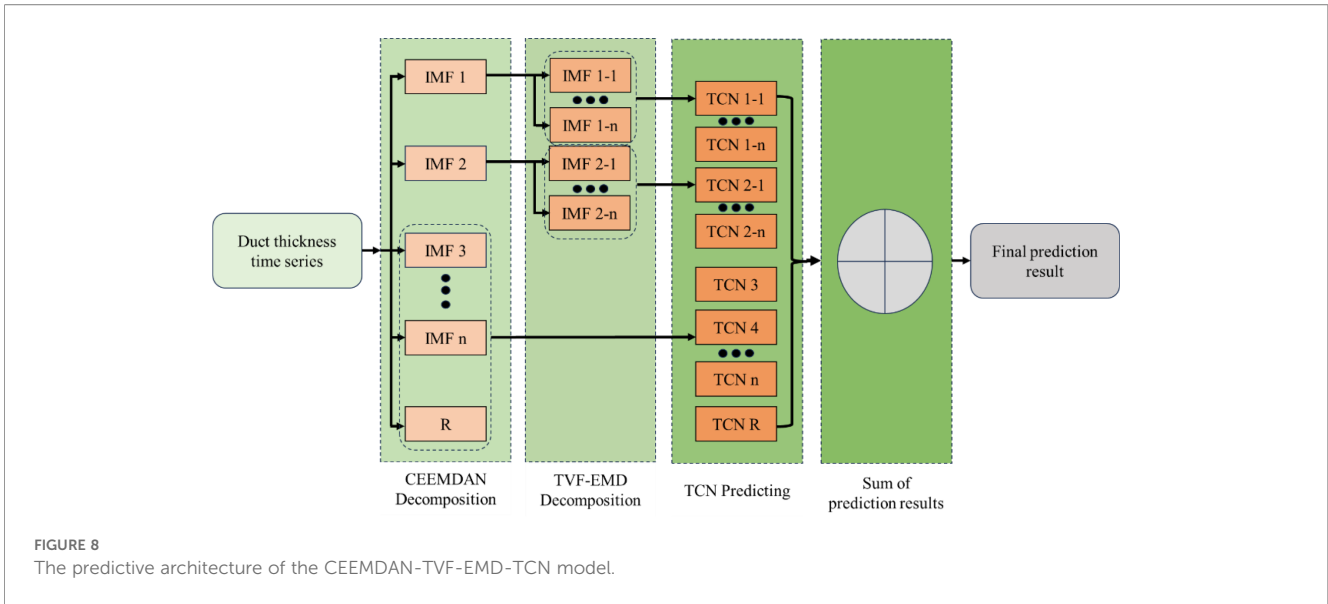 Duct thickness
time series
IMF 1
IMF 2
IMF 3
IMF n
R
CEEMDAN
Decomposition
IMF 1-1
IMF 1-n
IMF 2-1
IMF 2-n
TVF-EMD
Decomposition
TCN 1-1
TCN 1-n
TCN 2-1
TCN 2-n
TCN 3
TCN 4
TCN n
TCN R
TCN Predicting
Sum of
prediction results
Final prediction
result
FIGURE 8
The predictive architecture of the CEEMDAN-TVF-EMD-TCN model.